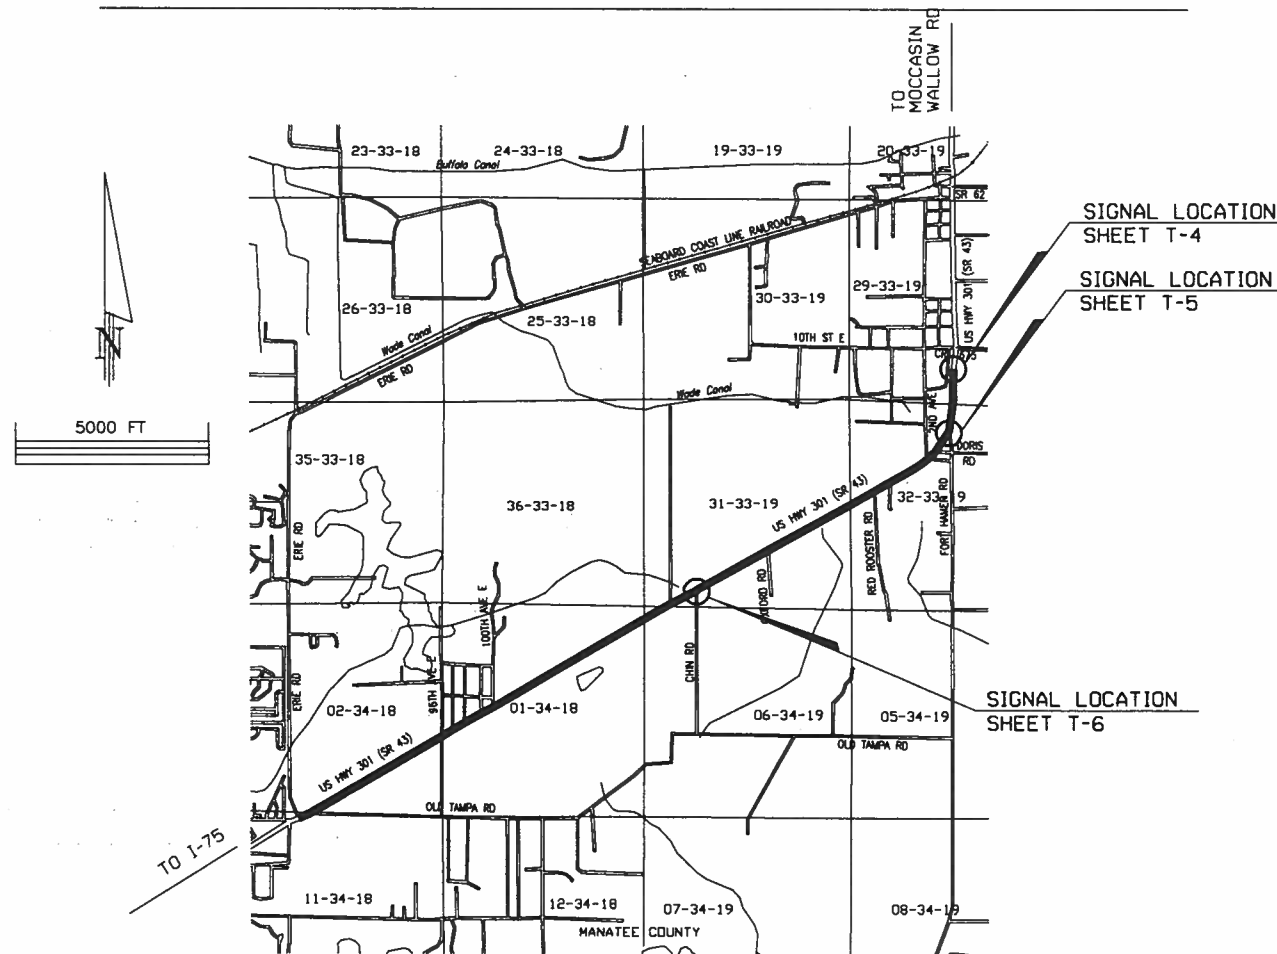 TO
MOCCASIN
WALLOW RD
23-33-18
24-33-18
19-33-19
20-33-19
Buffalo Canal
SR 62
SIGNAL LOCATION
SHEET T-4
SEABOARD COAST LINE RAILROAD
ERIE RD
US HWY 301 (SR 43)
SIGNAL LOCATION
SHEET T-5
26-33-18
25-33-18
30-33-19
29-33-19
N
Wade Canal
ERIE RD
10TH ST E
CR 675
5000 FT
Wade Canal
2ND AVE
DORIS
RD
35-33-18
36-33-18
31-33-19
US HWY 301 (SR 43)
32-33-19
ERIE RD
FORT HAMER RD
RED ROOSTER RD
OXFORD RD
100TH AVE E
CHIN RD
96TH AVE E
ERIE RD
02-34-18
01-34-18
06-34-19
05-34-19
SIGNAL LOCATION
SHEET T-6
US HWY 301 (SR 43)
OLD TAMPA RD
OLD TAMPA RD
TO I-75
11-34-18
12-34-18
07-34-19
08-34-19
MANATEE COUNTY